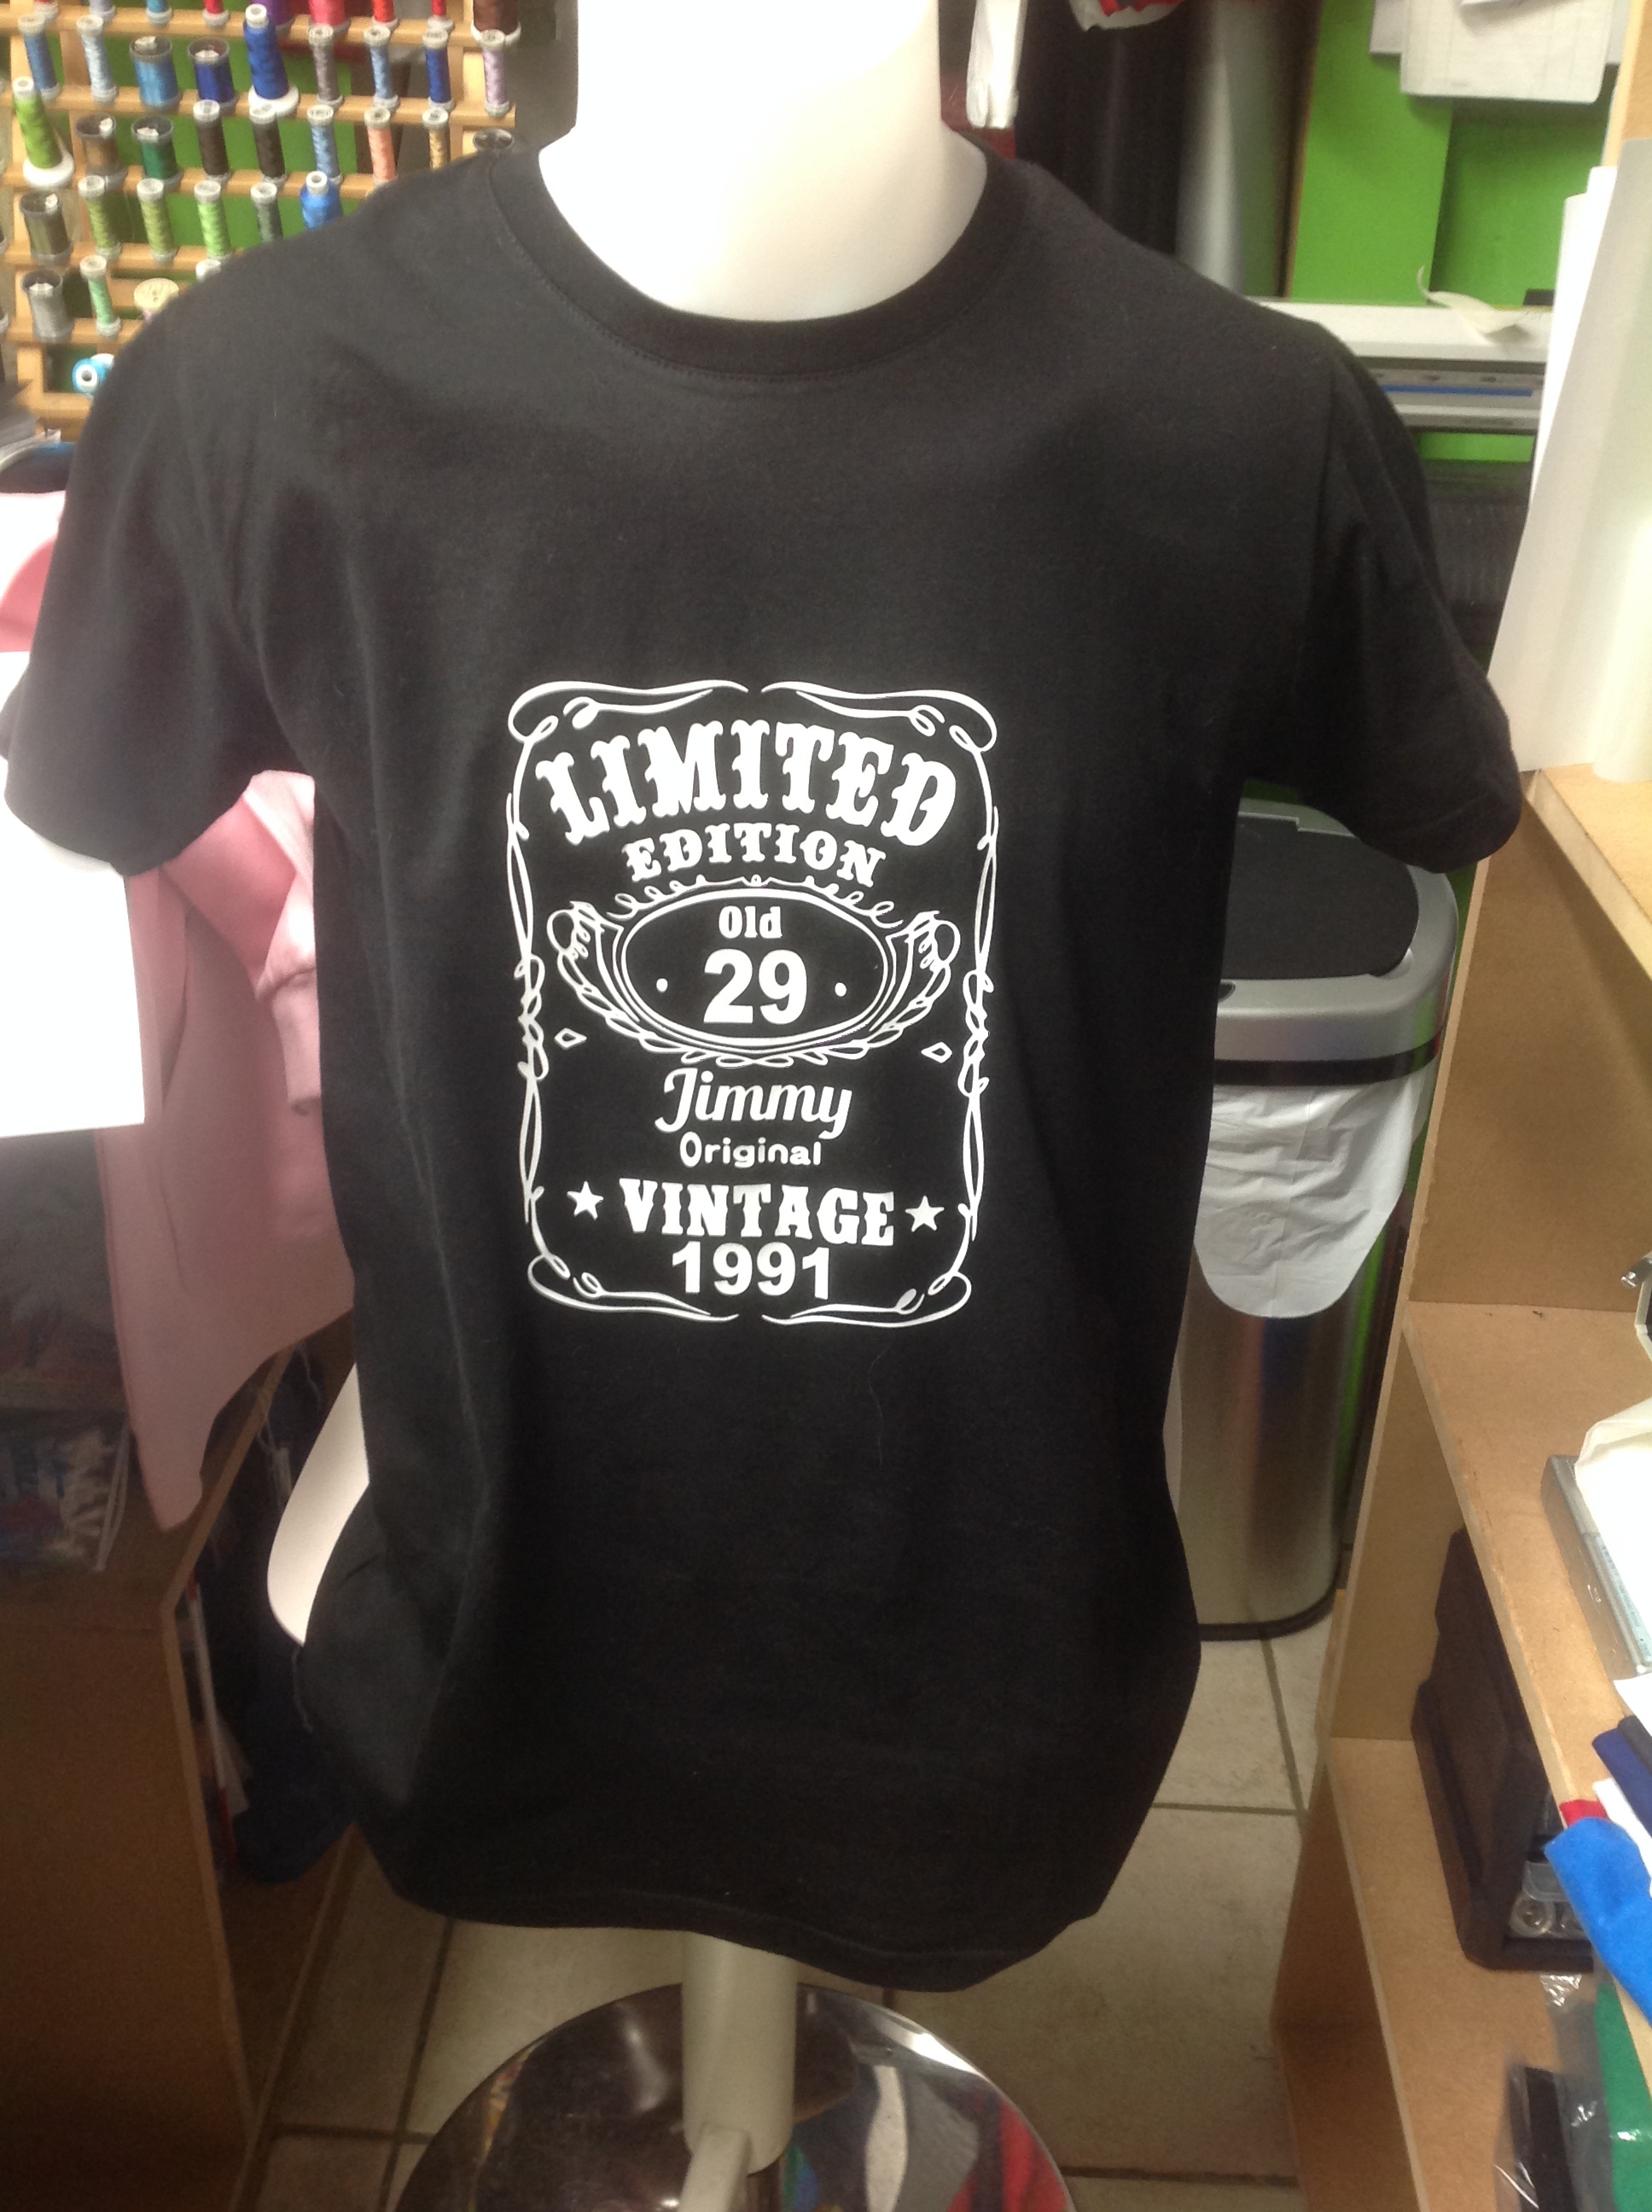 LIMITED
EDITION
Old
29
Jimmy
Original
VINTAGE
1991